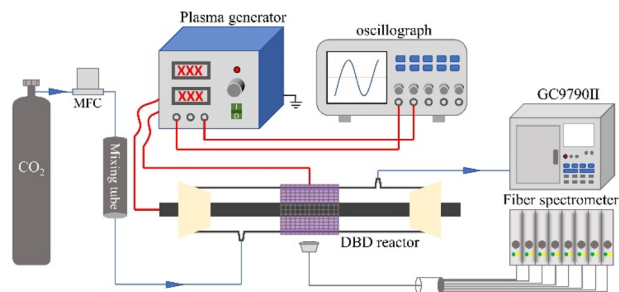 Plasma generator
oscillograph
XXX
XXX
MFC
GC9790II
Mixing tube
CO₂
Fiber spectrometer
DBD reactor